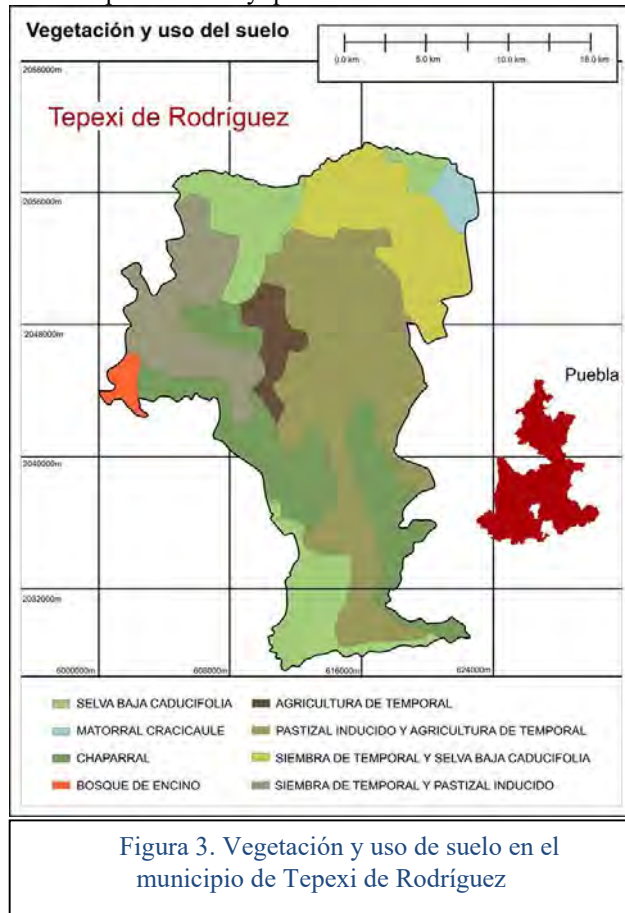 Vegetación y uso del suelo
0.0 km 5.0 km 10.0 km 15.0 km
2056000m
Tepexi de Rodríguez
2056000m
2048000m
Puebla
2040000m
2032000m
6000000m 608000m 616000m 624000m
SELVA BAJA CADUCIFOLIA AGRICULTURA DE TEMPORAL
MATORRAL CRACICAULE PASTIZAL INDUCIDO Y AGRICULTURA DE TEMPORAL
CHAPARRAL SIEMBRA DE TEMPORAL Y SELVA BAJA CADUCIFOLIA
BOSQUE DE ENCINO SIEMBRA DE TEMPORAL Y PASTIZAL INDUCIDO
Figura 3. Vegetación y uso de suelo en el
municipio de Tepexi de Rodríguez